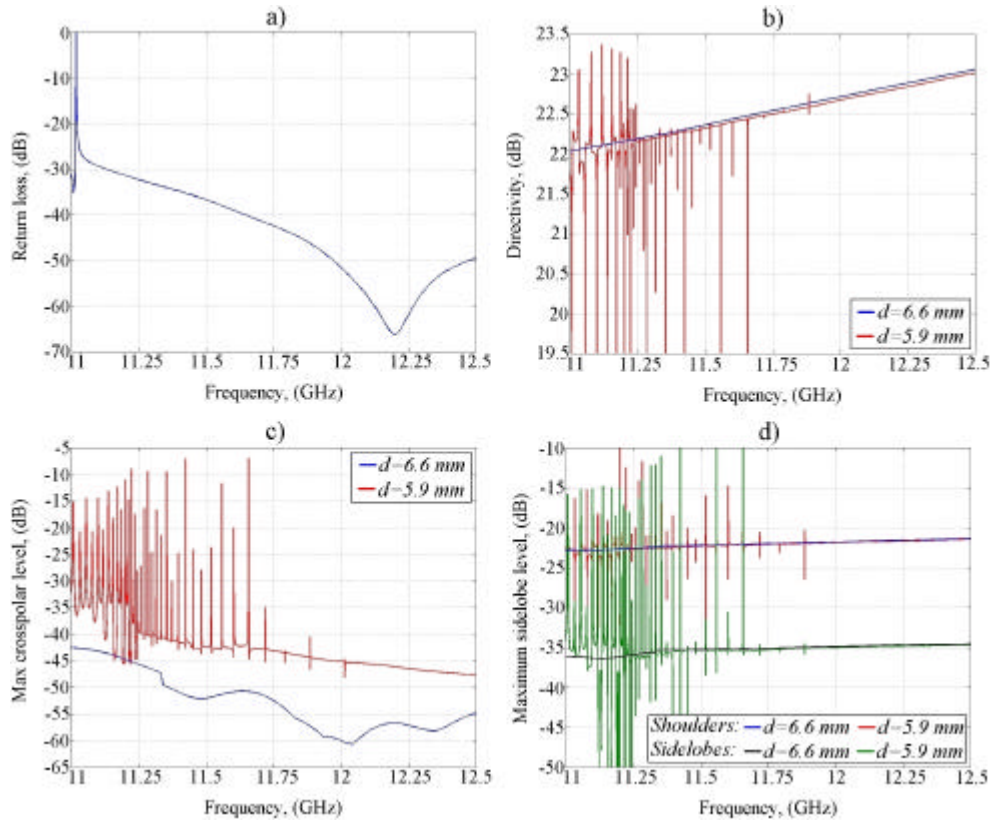 a)
0
-10
-20
-30
-40
-50
-60
-70
11 11.25 11.5 11.75 12 12.25 12.5
Return loss, (dB)
Frequency, (GHz)
b)
23.5
23
22.5
22
21.5
21
20.5
20
19.5
11 11.25 11.5 11.75 12 12.25 12.5
Directivity, (dB)
Frequency, (GHz)
d=6.6 mm
d=5.9 mm
c)
-5
-10
-15
-20
-25
-30
-35
-40
-45
-50
-55
-60
-65
11 11.25 11.5 11.75 12 12.25 12.5
Max crosspolar level, (dB)
Frequency, (GHz)
d=6.6 mm
d=5.9 mm
d)
-10
-15
-20
-25
-30
-35
-40
-45
-50
11 11.25 11.5 11.75 12 12.25 12.5
Maximum sidelobe level, (dB)
Frequency, (GHz)
Shoulders: d=6.6 mm d=5.9 mm
Sidelobes: d=6.6 mm d=5.9 mm